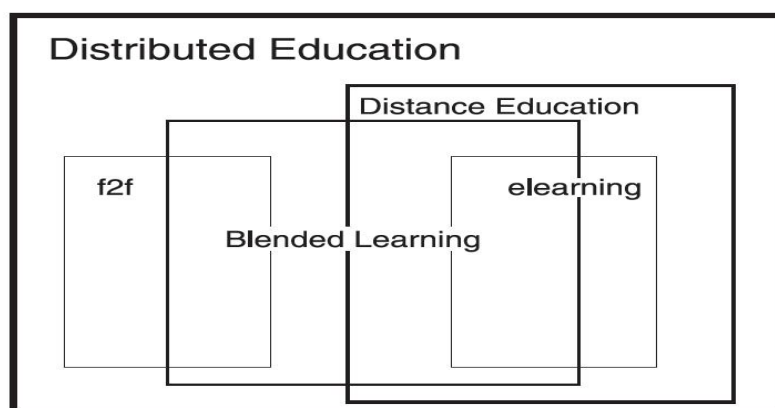 Distributed Education
Distance Education
f2f
elearning
Blended Learning